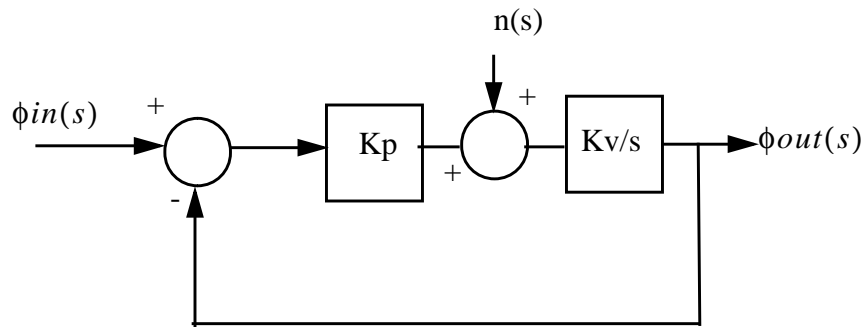 n(s)
ϕin(s)
+
Kp
+
+
Kv/s
ϕout(s)
-